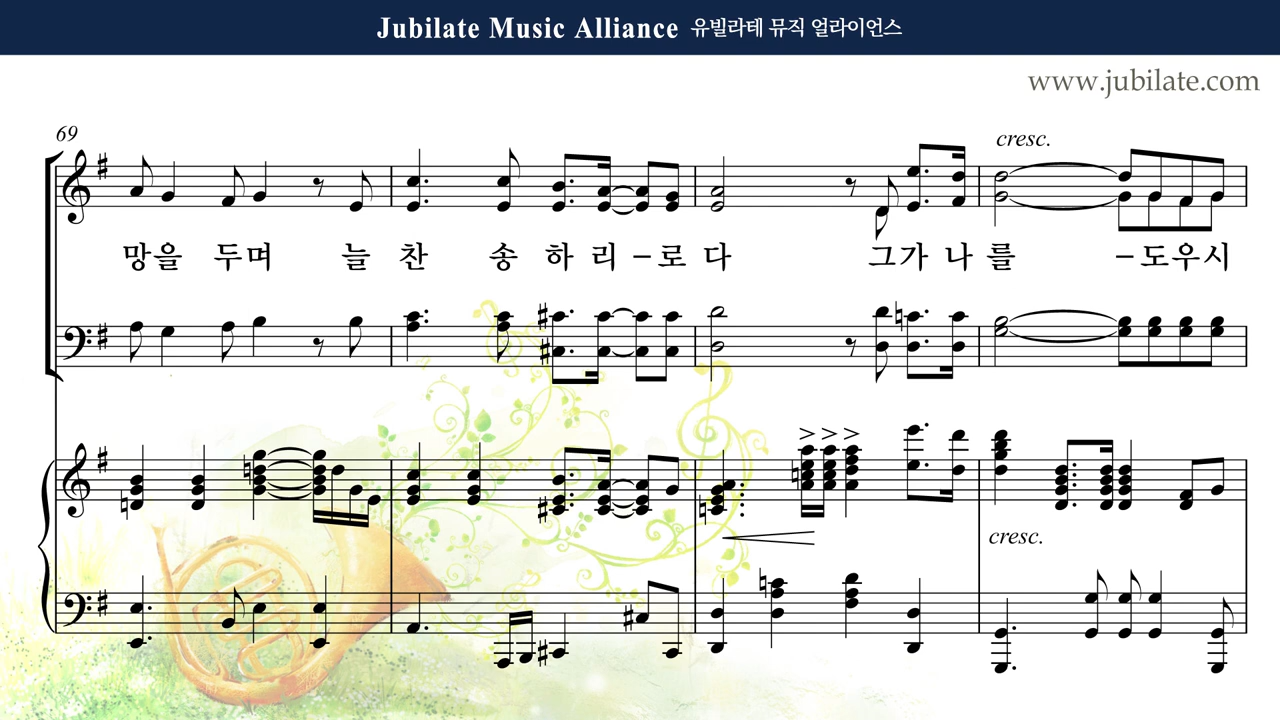 Jubilate Music Alliance 유빌라테 뮤직 얼라이언스
www.jubilate.com
69
cresc.
망을 두며 늘 찬 송 하 리 – 로 다 그가 나 를 – 도우시
cresc.